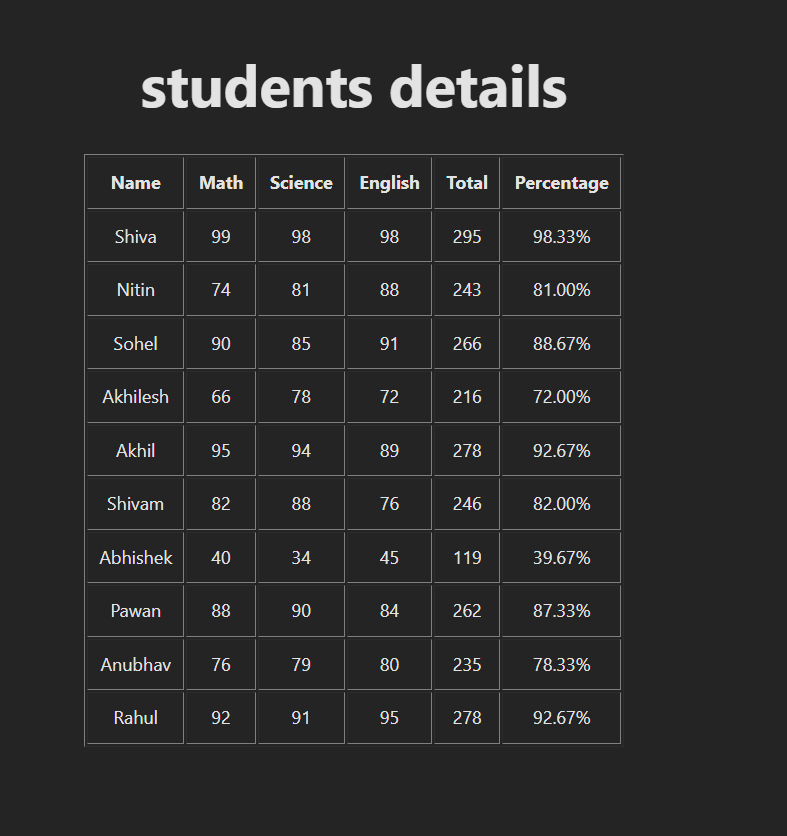 students details
Name Math Science English Total Percentage
Shiva 99 98 98 295 98.33%
Nitin 74 81 88 243 81.00%
Sohel 90 85 91 266 88.67%
Akhilesh 66 78 72 216 72.00%
Akhil 95 94 89 278 92.67%
Shivam 82 88 76 246 82.00%
Abhishek 40 34 45 119 39.67%
Pawan 88 90 84 262 87.33%
Anubhav 76 79 80 235 78.33%
Rahul 92 91 95 278 92.67%